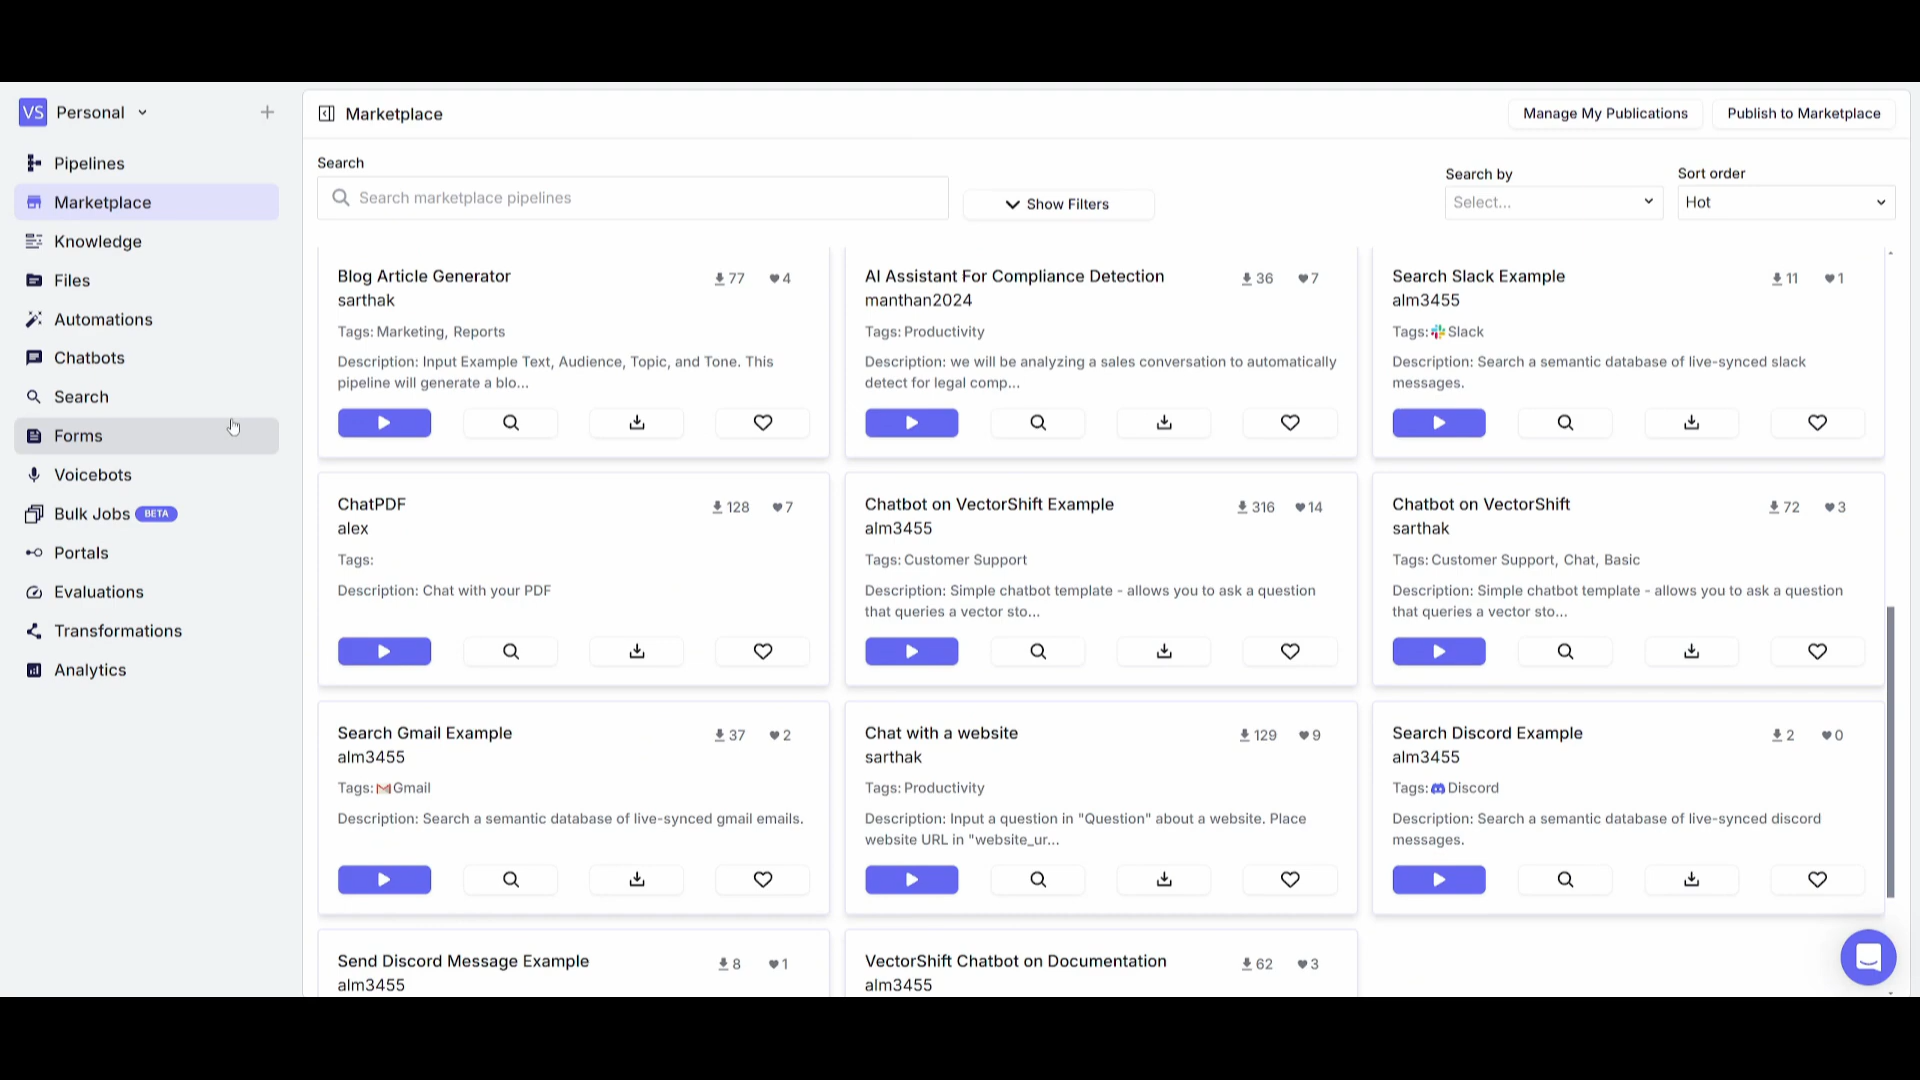 VS Personal
Pipelines
Marketplace
Knowledge
Files
Automations
Chatbots
Search
Forms
Voicebots
Bulk Jobs BETA
Portals
Evaluations
Transformations
Analytics
Marketplace
Manage My Publications
Publish to Marketplace
Search
Search marketplace pipelines
Show Filters
Search by
Select...
Sort order
Hot
Blog Article Generator 77 4
sarthak
Tags: Marketing, Reports
Description: Input Example Text, Audience, Topic, and Tone. This
pipeline will generate a blo...
AI Assistant For Compliance Detection 36 7
manthan2024
Tags: Productivity
Description: we will be analyzing a sales conversation to automatically
detect for legal comp...
Search Slack Example 11 1
alm3455
Tags: Slack
Description: Search a semantic database of live-synced slack
messages.
ChatPDF 128 7
alex
Tags:
Description: Chat with your PDF
Chatbot on VectorShift Example 316 14
alm3455
Tags: Customer Support
Description: Simple chatbot template - allows you to ask a question
that queries a vector sto...
Chatbot on VectorShift 72 3
sarthak
Tags: Customer Support, Chat, Basic
Description: Simple chatbot template - allows you to ask a question
that queries a vector sto...
Search Gmail Example 37 2
alm3455
Tags: Gmail
Description: Search a semantic database of live-synced gmail emails.
Chat with a website 129 9
sarthak
Tags: Productivity
Description: Input a question in "Question" about a website. Place
website URL in "website_ur...
Search Discord Example 2 0
alm3455
Tags: Discord
Description: Search a semantic database of live-synced discord
messages.
Send Discord Message Example 8 1
alm3455
VectorShift Chatbot on Documentation 62 3
alm3455